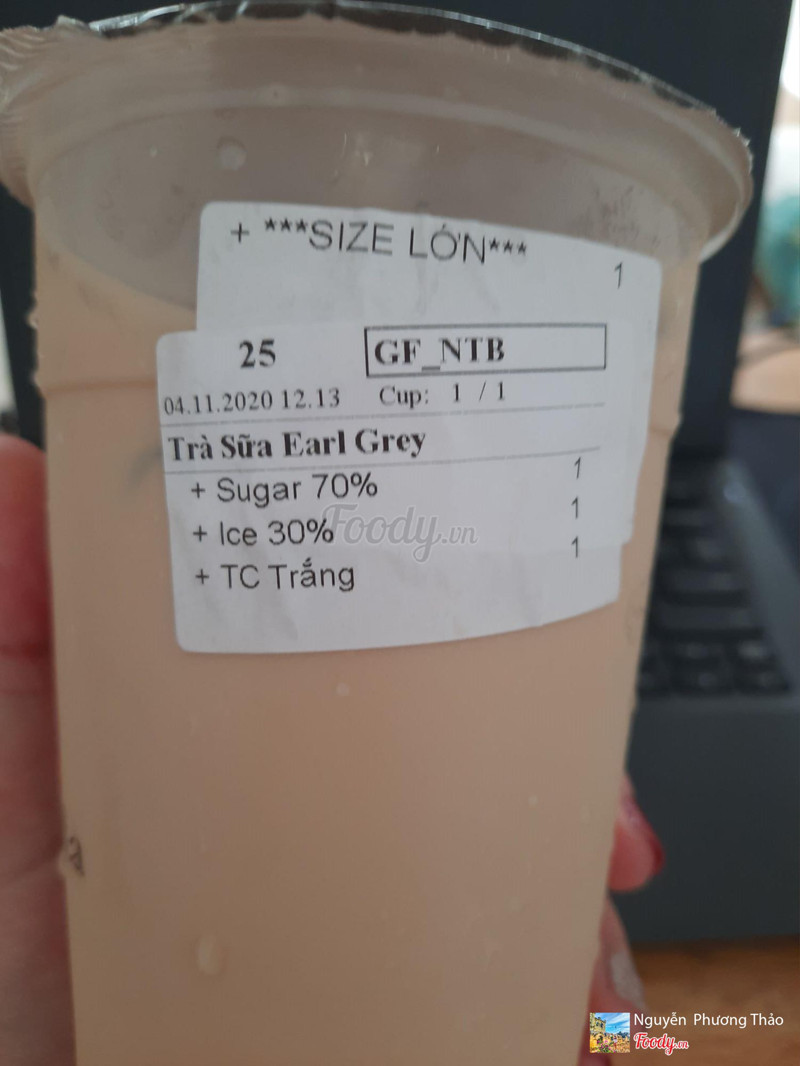 + ***SIZE LỚN*** 1
25 GF_NTB
04.11.2020 12.13 Cup: 1 / 1
Trà Sữa Earl Grey
+ Sugar 70% 1
+ Ice 30% 1
+ TC Trắng 1
Foody.vn
Nguyễn Phương Thảo
Foody.vn